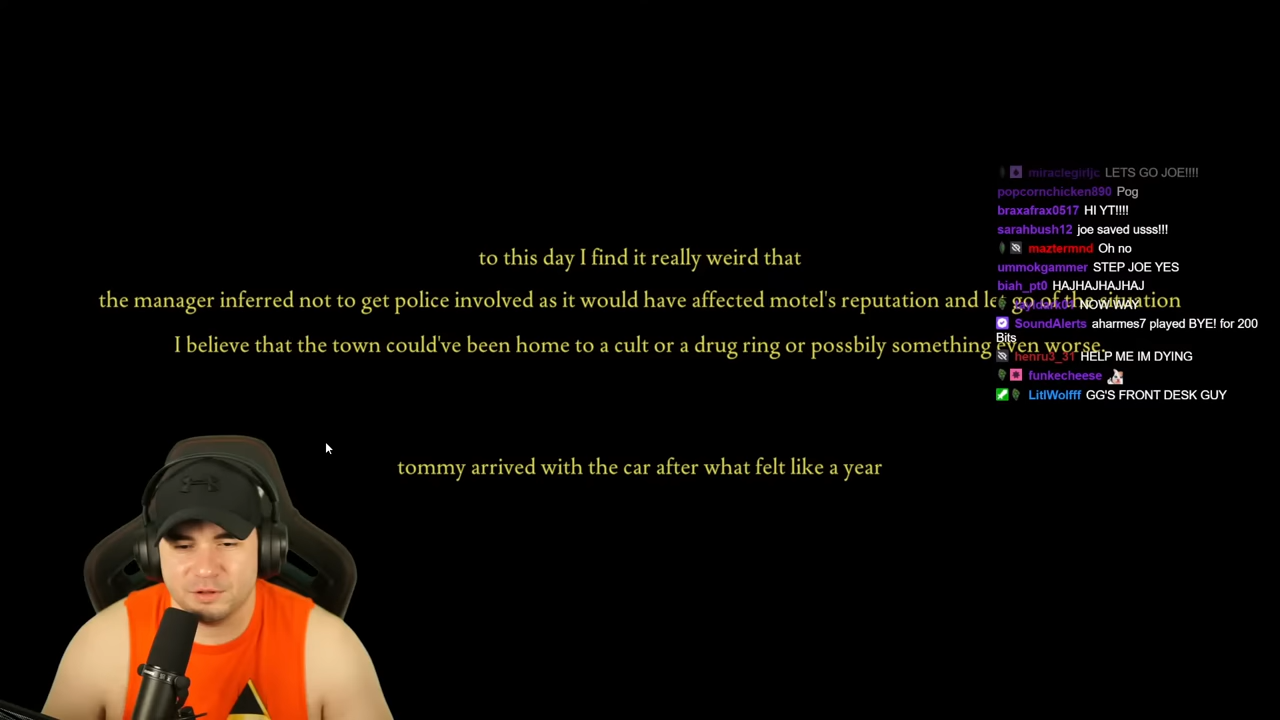 to this day I find it really weird that
the manager inferred not to get police involved as it would have affected motel's reputation and let go of the situation
I believe that the town could've been home to a cult or a drug ring or possbily something even worse.
tommy arrived with the car after what felt like a year
miraclegirljc LETS GO JOE!!!!
popcornchicken890 Pog
braxafrax0517 HI YT!!!!
sarahbush12 joe saved usss!!!
maztermnd Oh no
ummokgammer STEP JOE YES
biah_pt0 HAJHAJHAJHAJ
NOW WAY
SoundAlerts aharmes7 played BYE! for 200
Bits
henru3_31 HELP ME IM DYING
funkecheese
LitlWolfff GG'S FRONT DESK GUY